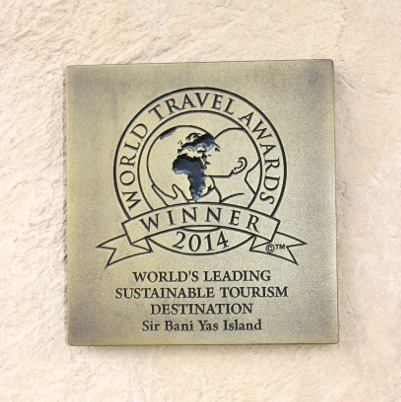 WORLD TRAVEL AWARDS
WINNER
2014
©™
WORLD'S LEADING
SUSTAINABLE TOURISM
DESTINATION
Sir Bani Yas Island